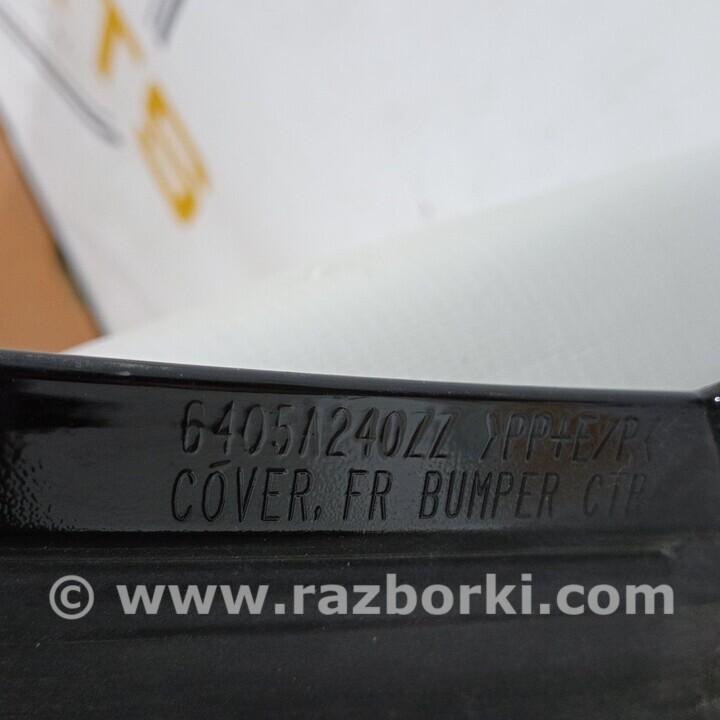 6405A240ZZ >PP+E/P<
COVER, FR BUMPER CTR
© www.razborki.com